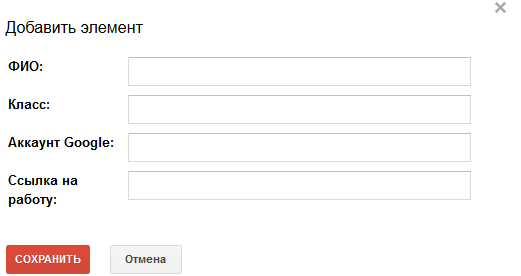 Добавить элемент
ФИО:
Класс:
Аккаунт Google:
Ссылка на
работу:
СОХРАНИТЬ Отмена